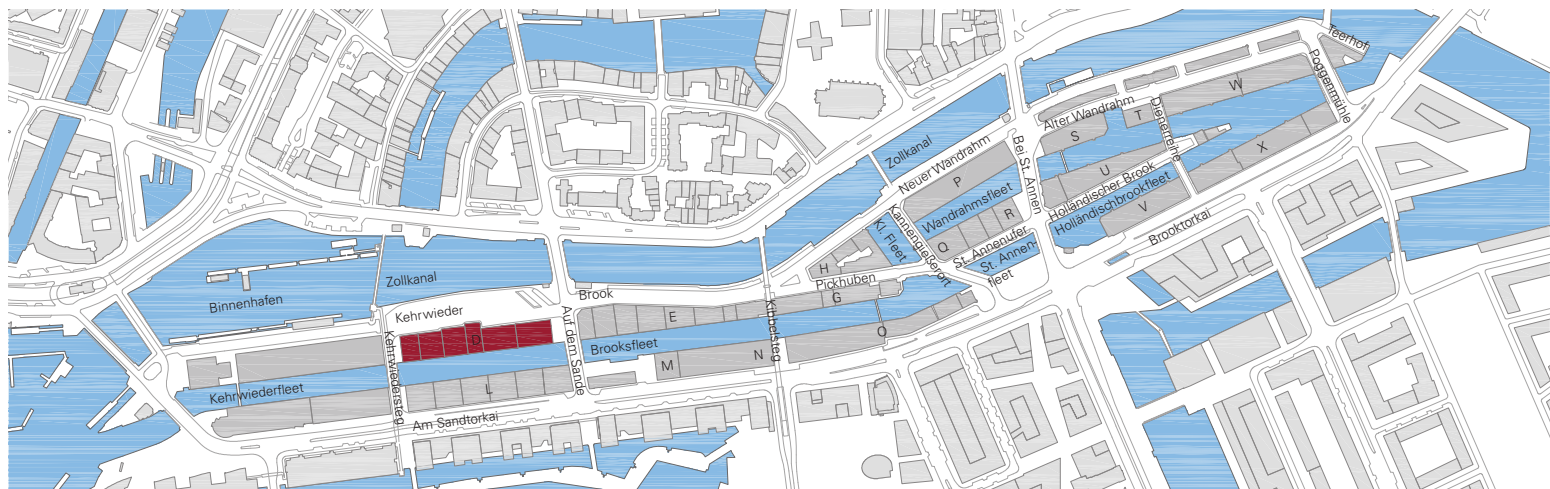 Teerhof
Poggenmühle
W
Alter Wandrahm
Dienerreihe
T
S
X
Zollkanal
Neuer Wandrahm
Bei St. Annen
U
P
Holländischer Brook
Wandrahmsfleet
Holländischbrookfleet
V
R
Kannengießerort
Kl. Fleet
Q
St. Annenufer
St. Annen-
fleet
Brooktorkai
H
Pickhuben
G
Zollkanal
Binnenhafen
Brook
Kehrwieder
E
Auf dem Sande
Kibbelsteg
O
D
Kehrwiedersteg
Brooksfleet
N
M
L
Kehrwiederfleet
Am Sandtorkai